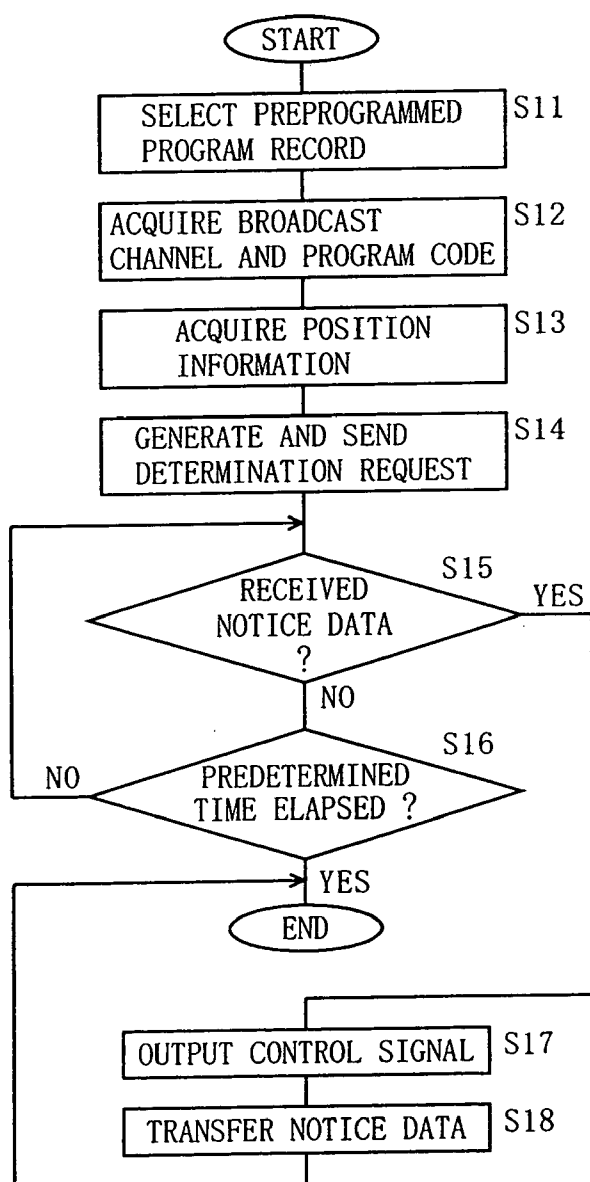 START
SELECT PREPROGRAMMED
PROGRAM RECORD
S11
ACQUIRE BROADCAST
CHANNEL AND PROGRAM CODE
S12
ACQUIRE POSITION
INFORMATION
S13
GENERATE AND SEND
DETERMINATION REQUEST
S14
S15
RECEIVED
NOTICE DATA
?
YES
NO
S16
PREDETERMINED
TIME ELAPSED ?
NO
YES
END
OUTPUT CONTROL SIGNAL
S17
TRANSFER NOTICE DATA
S18